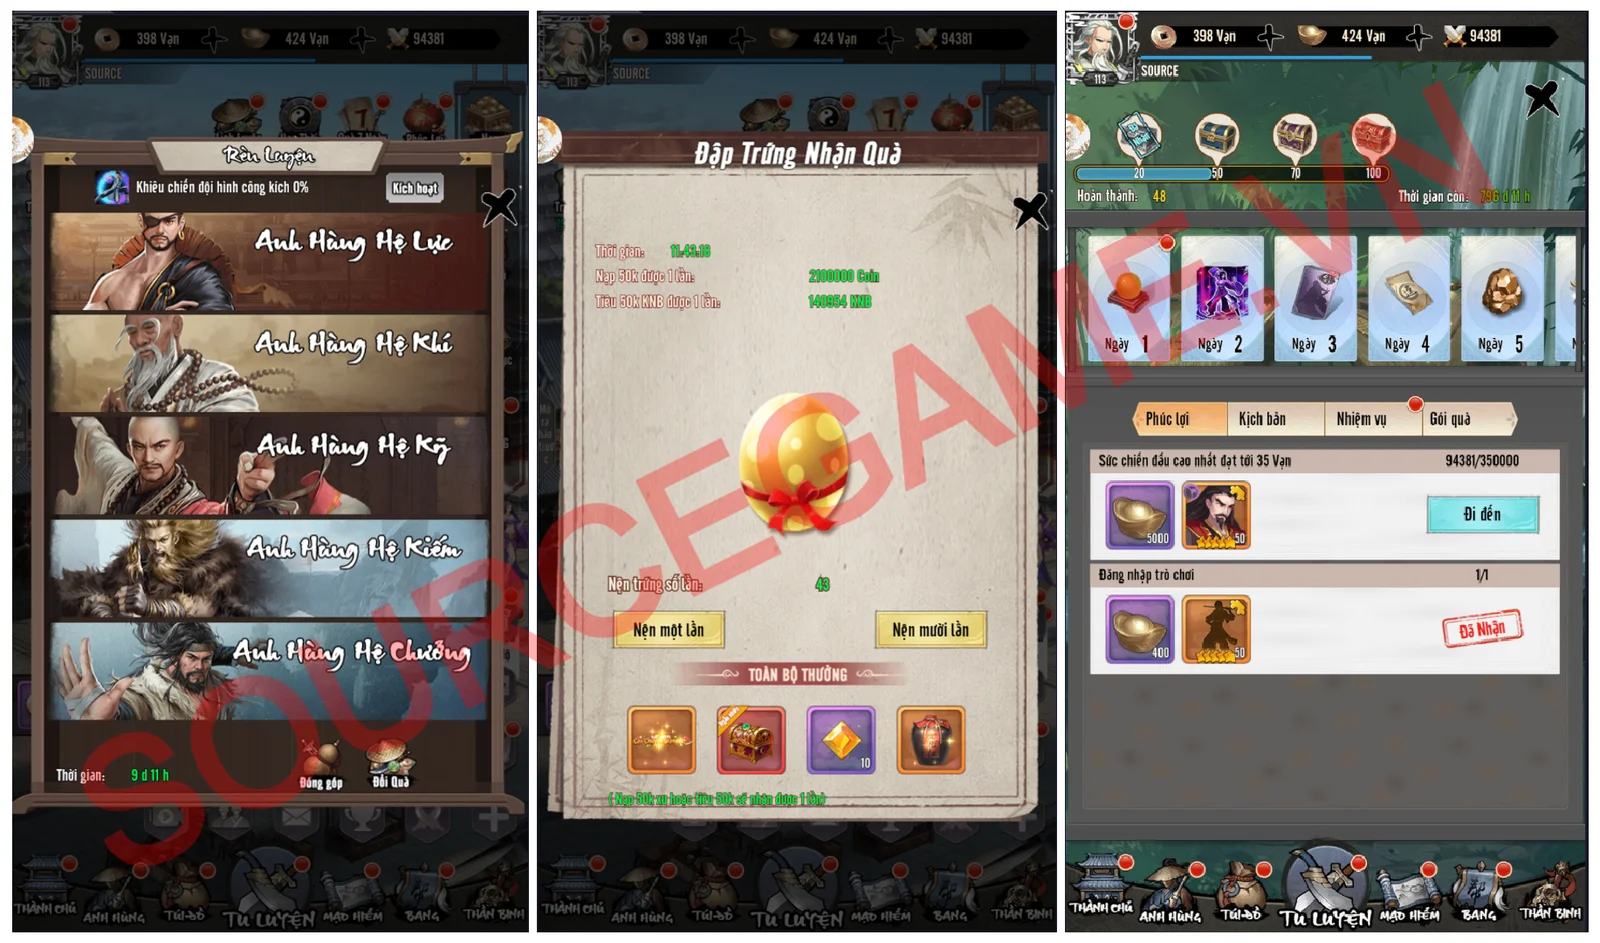 398 Vạn
424 Vạn
94381
113
SOURCE
Rèn Luyện
Khiêu chiến đội hình công kích 0%
Kích hoạt
Anh Hùng Hệ Lực
Anh Hùng Hệ Khí
Anh Hùng Hệ Kỹ
Anh Hùng Hệ Kiếm
Anh Hùng Hệ Chưởng
Thời gian: 9 d 11 h
Đóng góp
Đổi Quà
THÀNH CHỦ
ANH HÙNG
TÚI ĐỒ
TU LUYỆN
MẠO HIỂM
BANG
THẦN BINH
398 Vạn
424 Vạn
94381
113
SOURCE
Đập Trứng Nhận Quà
Thời gian: 11:43:18
Nạp 50k được 1 lần: 2100000 Coin
Tiêu 50k KNB được 1 lần: 140954 KNB
Nện trứng số lần: 43
Nện một lần
Nện mười lần
TOÀN BỘ THƯỞNG
10
( Nạp 50k xu hoặc tiêu 50k sẽ nhận được 1 lần)
THÀNH CHỦ
ANH HÙNG
TÚI ĐỒ
TU LUYỆN
MẠO HIỂM
BANG
THẦN BINH
398 Vạn
424 Vạn
94381
113
SOURCE
20
50
70
100
Hoàn thành: 48
Thời gian còn: 796 d 11 h
Ngày 1
Ngày 2
Ngày 3
Ngày 4
Ngày 5
Phúc lợi
Kịch bản
Nhiệm vụ
Gói quà
Sức chiến đấu cao nhất đạt tới 35 Vạn
94381/350000
5000
50
Đi đến
Đăng nhập trò chơi
1/1
400
50
Đã Nhận
THÀNH CHỦ
ANH HÙNG
TÚI ĐỒ
TU LUYỆN
MẠO HIỂM
BANG
THẦN BINH
SOURCEGAME.VN